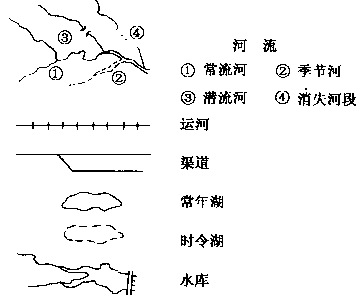 河 流
① 常流河 ② 季节河
③ 潜流河 ④ 消失河段
运河
渠道
常年湖
时令湖
水库
③ ④
① ②